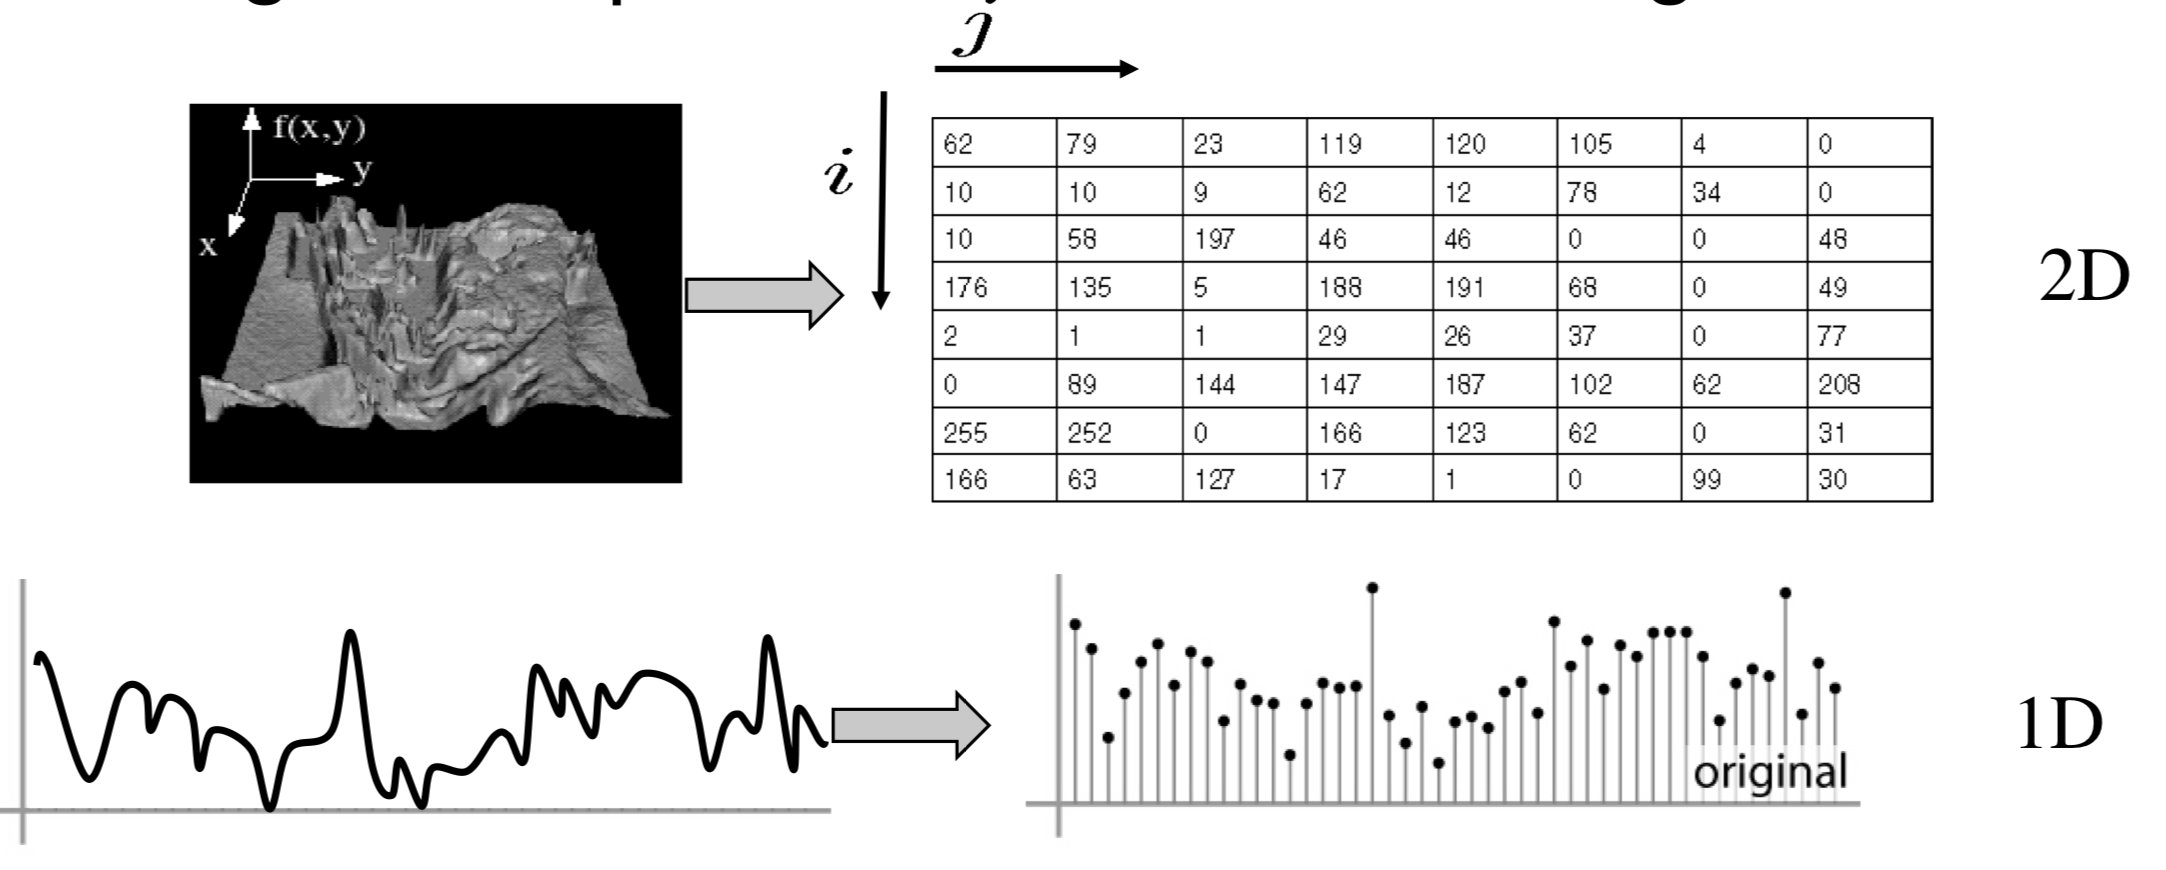 j
f(x,y)
y
x
i
62 79 23 119 120 105 4 0
10 10 9 62 12 78 34 0
10 58 197 46 46 0 0 48
176 135 5 188 191 68 0 49
2 1 1 29 26 37 0 77
0 89 144 147 187 102 62 208
255 252 0 166 123 62 0 31
166 63 127 17 1 0 99 30
2D
original
1D